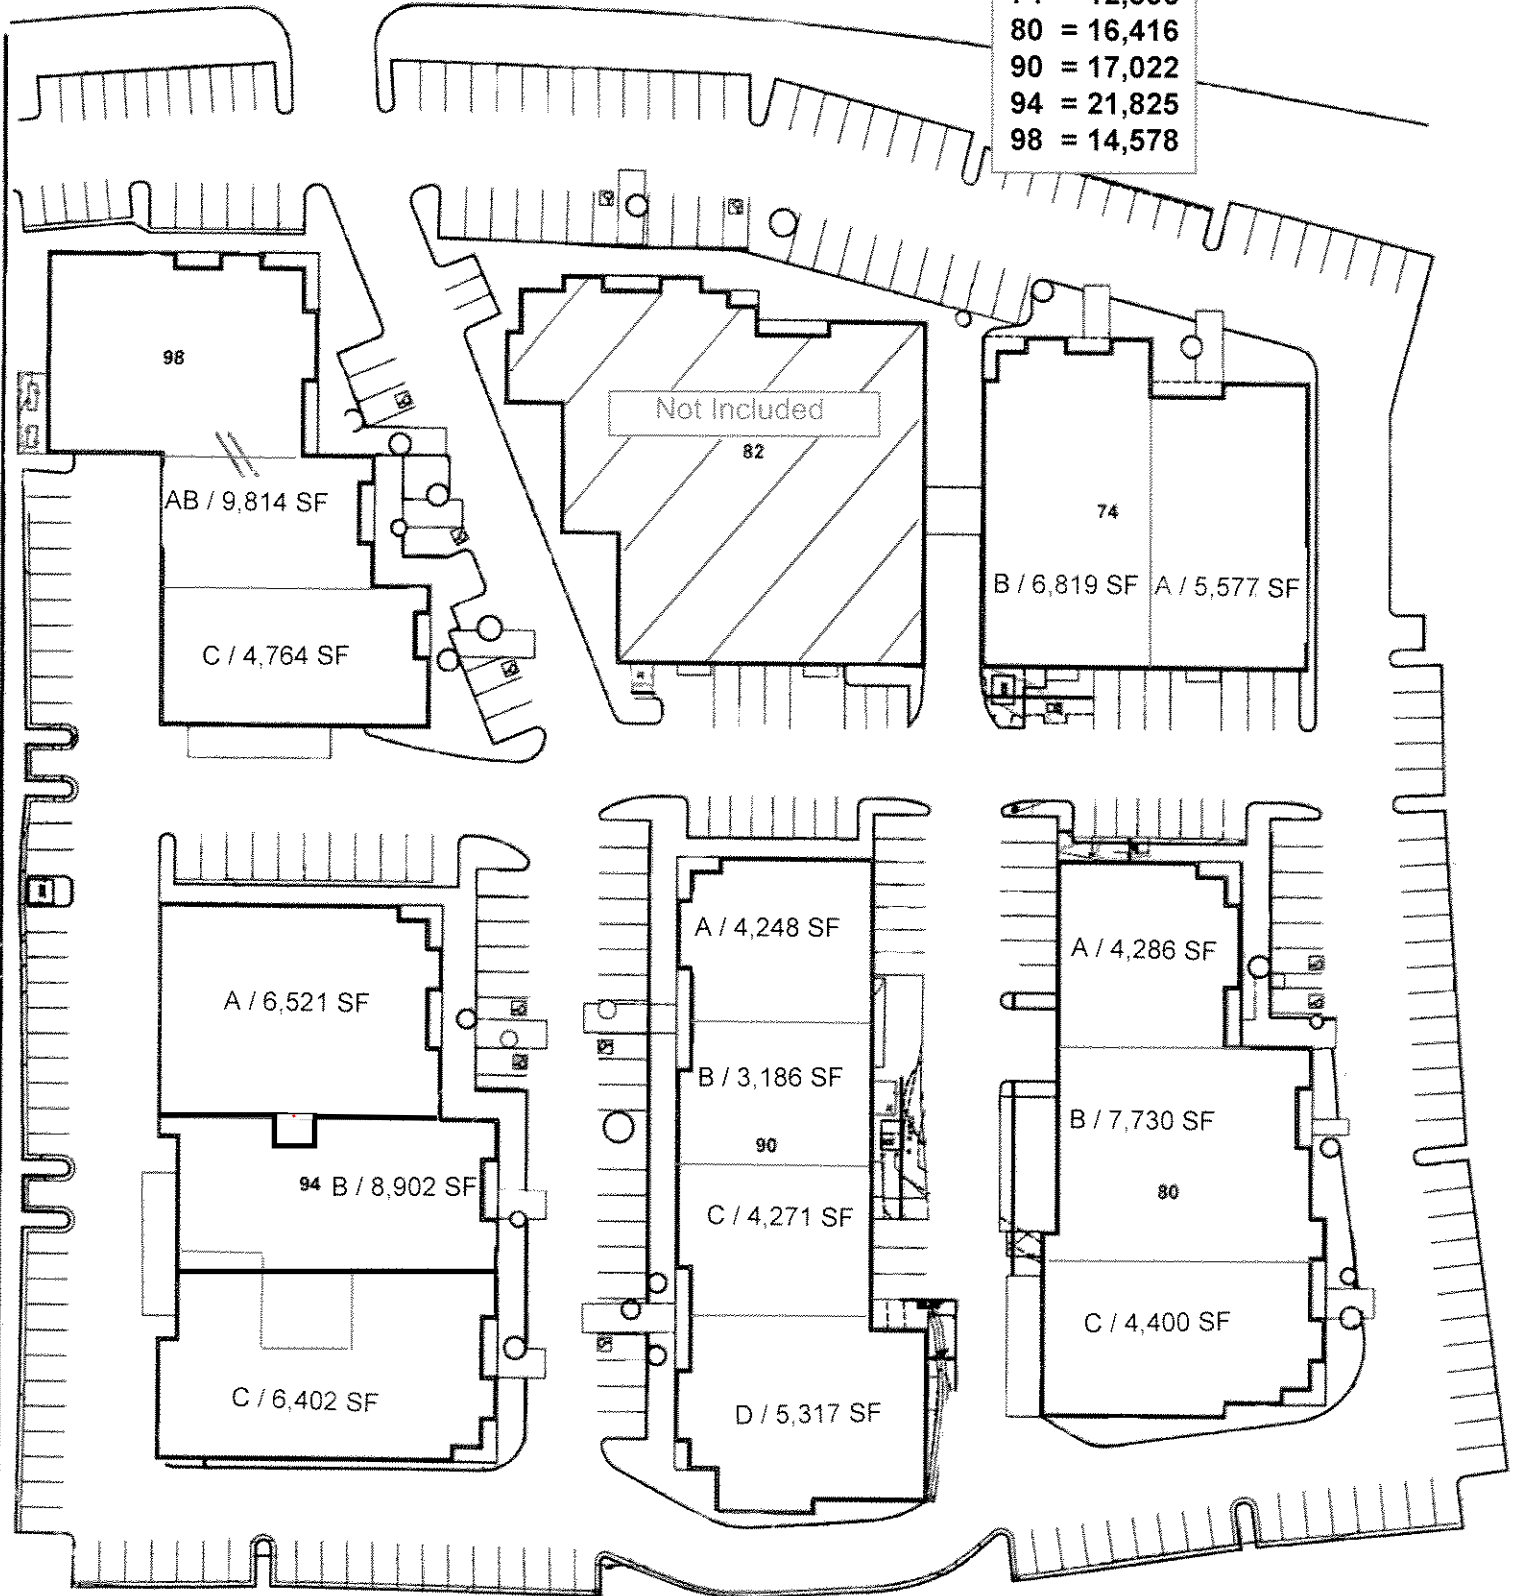 80 = 16,416
90 = 17,022
94 = 21,825
98 = 14,578
98
Not Included
82
AB / 9,814 SF
74
B / 6,819 SF
A / 5,577 SF
C / 4,764 SF
A / 4,248 SF
A / 4,286 SF
A / 6,521 SF
B / 3,186 SF
B / 7,730 SF
90
94
B / 8,902 SF
80
C / 4,271 SF
C / 4,400 SF
C / 6,402 SF
D / 5,317 SF